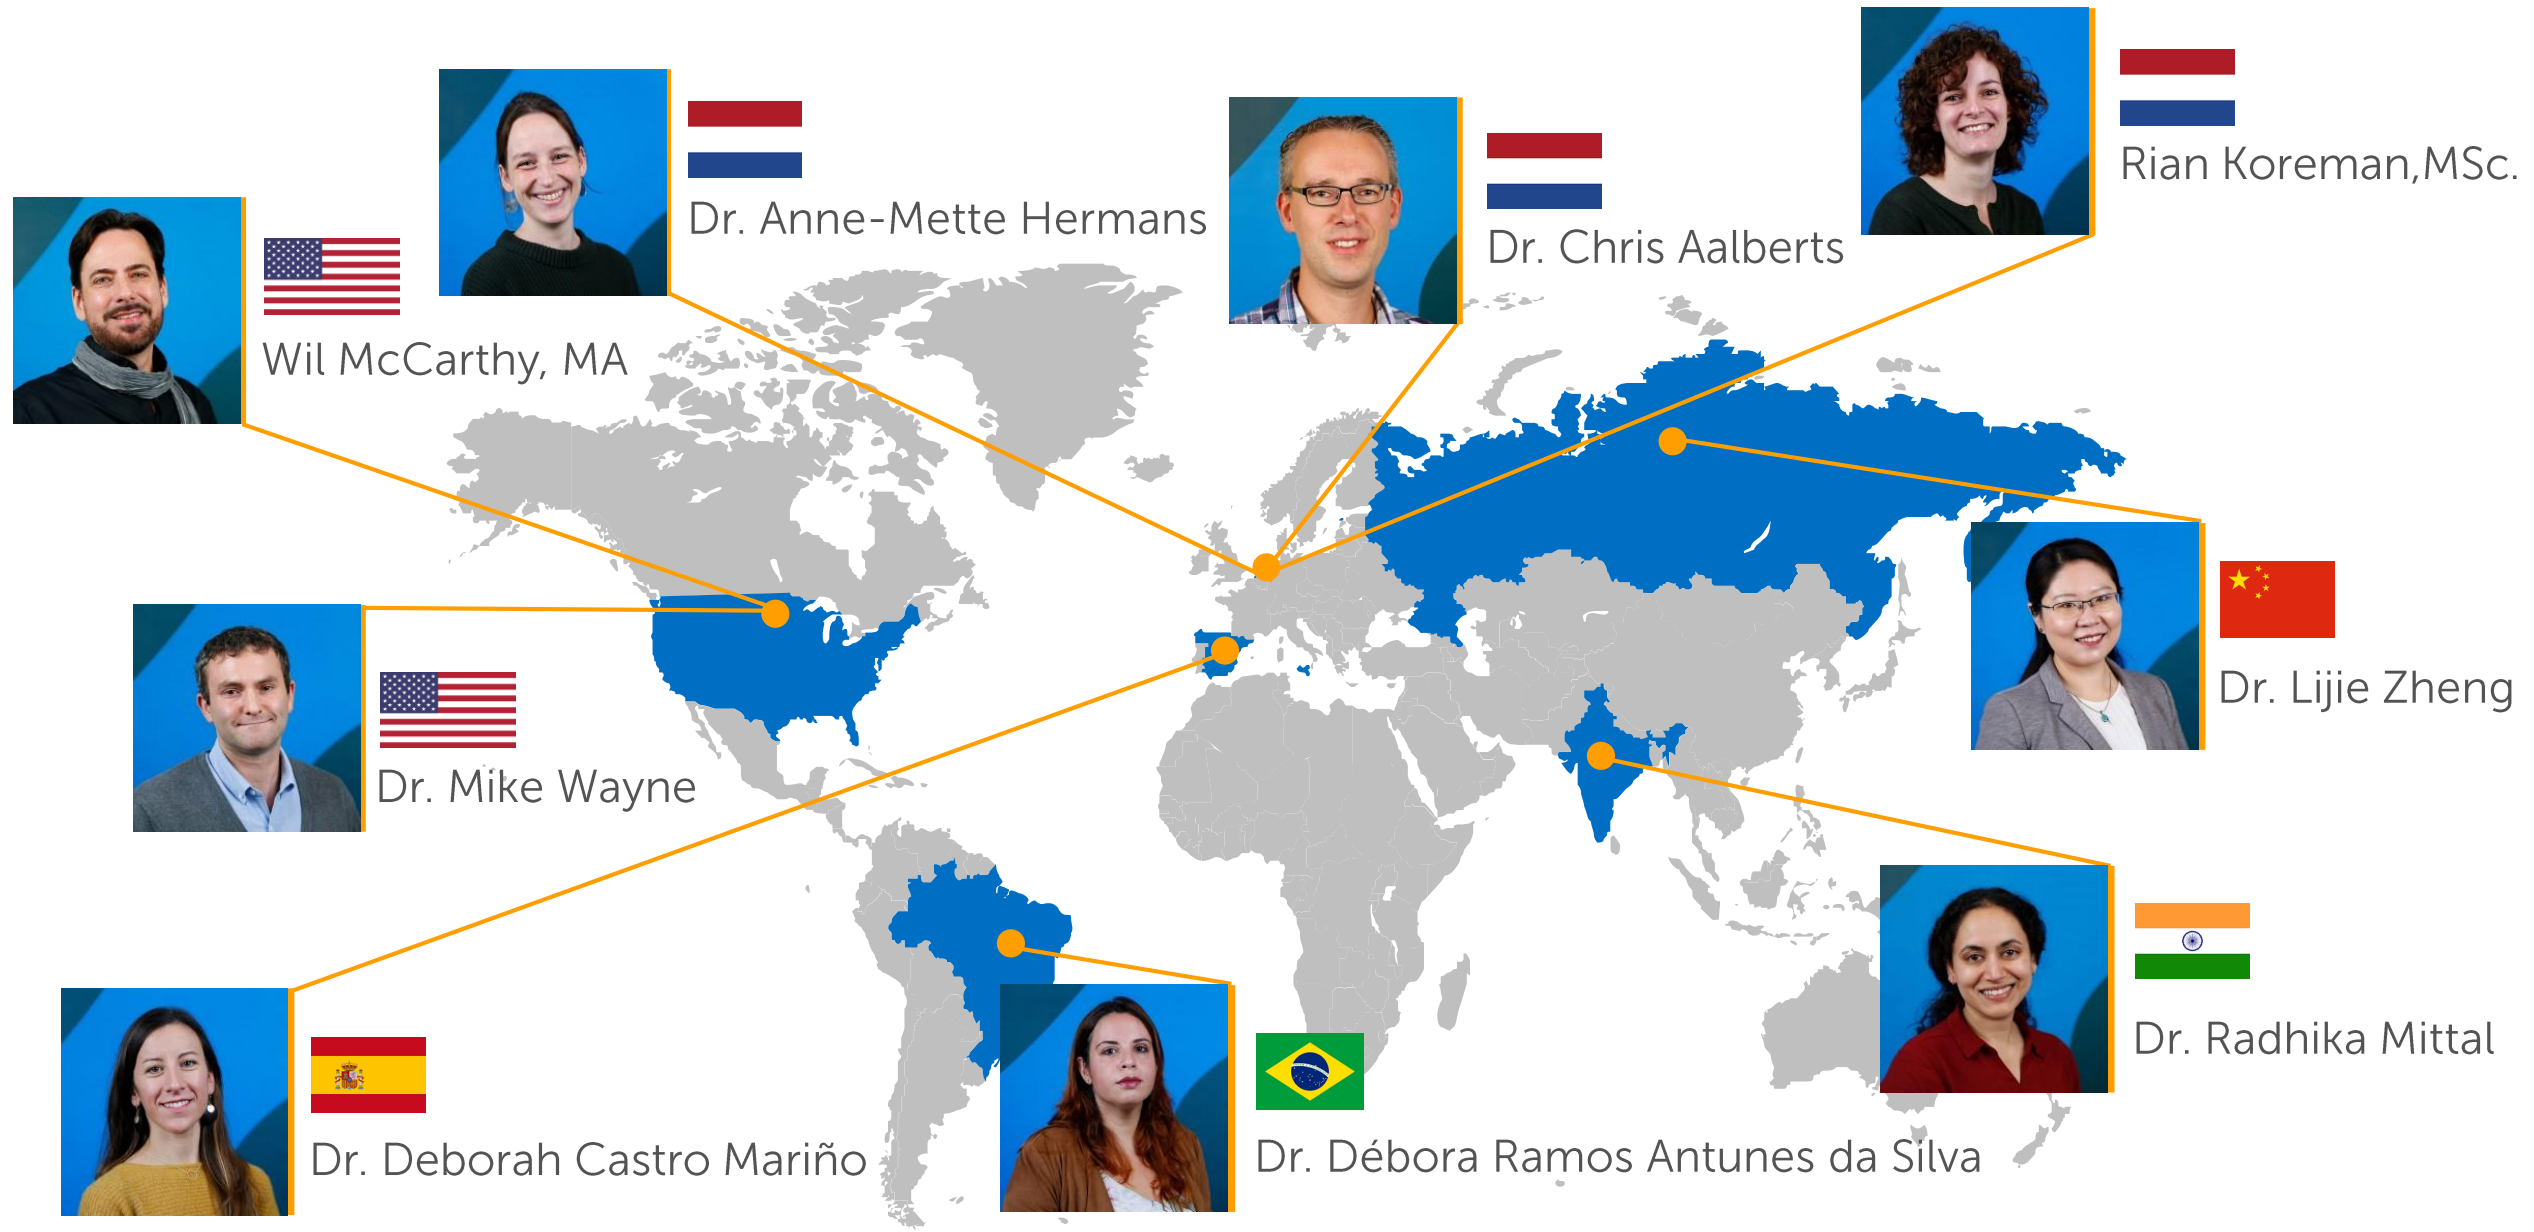 Rian Koreman,MSc.
Dr. Anne-Mette Hermans
Dr. Chris Aalberts
Wil McCarthy, MA
Dr. Lijie Zheng
Dr. Mike Wayne
Dr. Radhika Mittal
Dr. Deborah Castro Mariño
Dr. Débora Ramos Antunes da Silva